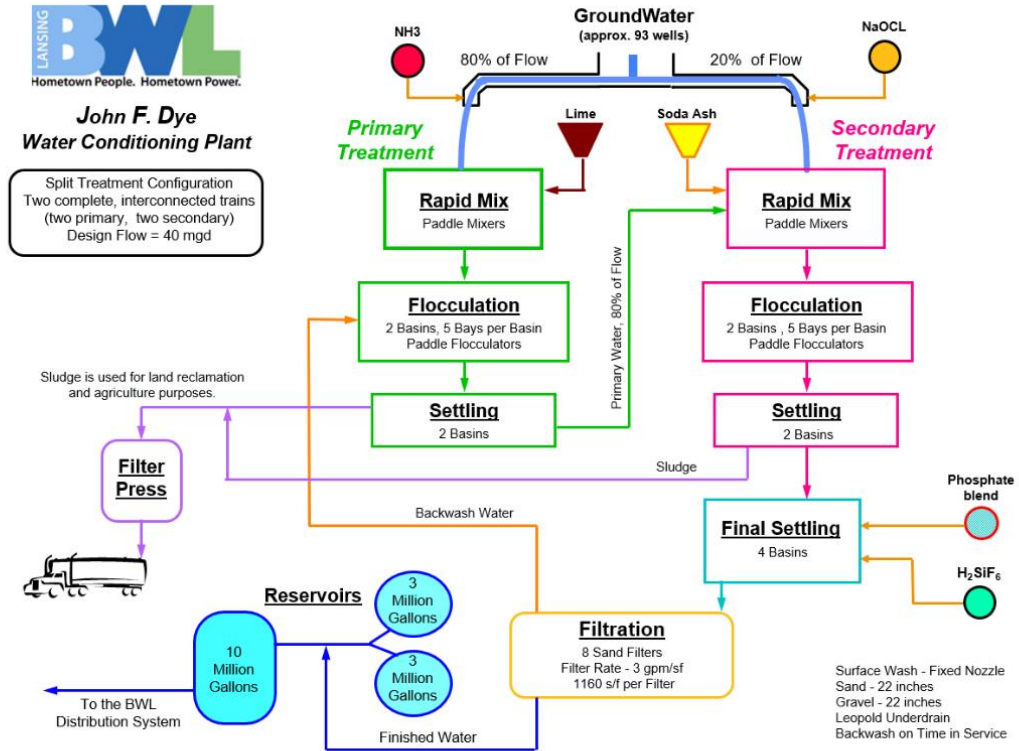 LANSING
BWL
Hometown People. Hometown Power.
John F. Dye
Water Conditioning Plant
Split Treatment Configuration
Two complete, interconnected trains
(two primary, two secondary)
Design Flow = 40 mgd
GroundWater
(approx. 93 wells)
NH3
80% of Flow
20% of Flow
NaOCL
Primary
Treatment
Lime
Soda Ash
Secondary
Treatment
Rapid Mix
Paddle Mixers
Rapid Mix
Paddle Mixers
Primary Water, 80% of Flow
Flocculation
2 Basins, 5 Bays per Basin
Paddle Flocculators
Flocculation
2 Basins , 5 Bays per Basin
Paddle Flocculators
Sludge is used for land reclamation
and agriculture purposes.
Settling
2 Basins
Settling
2 Basins
Filter
Press
Sludge
Backwash Water
Final Settling
4 Basins
Phosphate
blend
H₂SiF₆
Reservoirs
3
Million
Gallons
3
Million
Gallons
10
Million
Gallons
Filtration
8 Sand Filters
Filter Rate - 3 gpm/sf
1160 s/f per Filter
To the BWL
Distribution System
Finished Water
Surface Wash - Fixed Nozzle
Sand - 22 inches
Gravel - 22 inches
Leopold Underdrain
Backwash on Time in Service